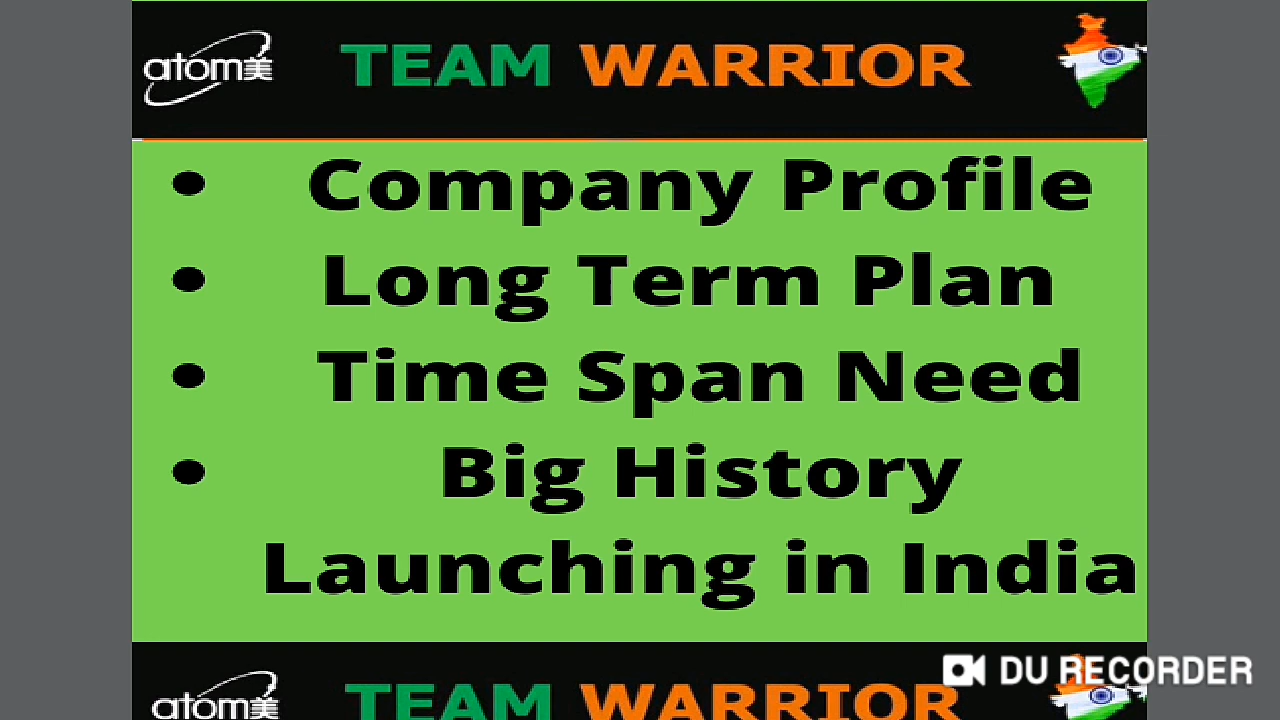 atom美 TEAM WARRIOR
• Company Profile
• Long Term Plan
• Time Span Need
• Big History
Launching in India
DU RECORDER
atom美 TEAM WARRIOR